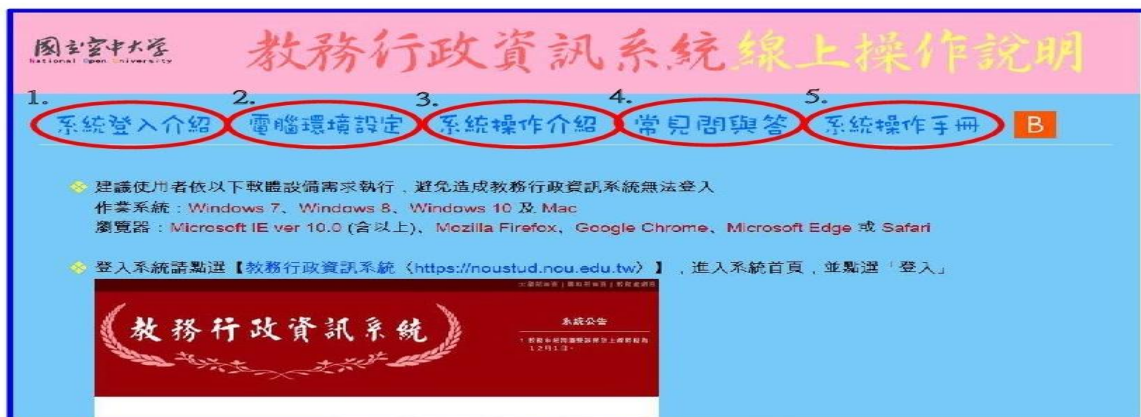 國立空中大学
National Open University
教務行政資訊系統線上操作說明
1. 2. 3. 4. 5.
系統登入介紹 電腦環境設定 系統操作介紹 常見問與答 系統操作手冊 B
建議使用者依以下軟體設備需求執行，避免造成教務行政資訊系統無法登入
作業系統：Windows 7、Windows 8、Windows 10 及 Mac
瀏覽器：Microsoft IE ver 10.0 (含以上)、Mozilla Firefox、Google Chrome、Microsoft Edge 或 Safari
登入系統請點選【教務行政資訊系統（https://noustud.nou.edu.tw）】，進入系統首頁，並點選「登入」
教務行政資訊系統
系統公告
12月1日。